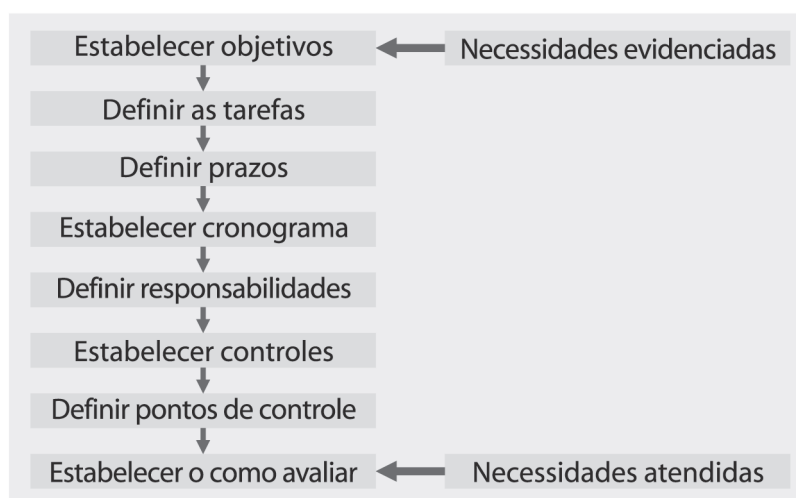 Estabelecer objetivos
Necessidades evidenciadas
Definir as tarefas
Definir prazos
Estabelecer cronograma
Definir responsabilidades
Estabelecer controles
Definir pontos de controle
Estabelecer o como avaliar
Necessidades atendidas